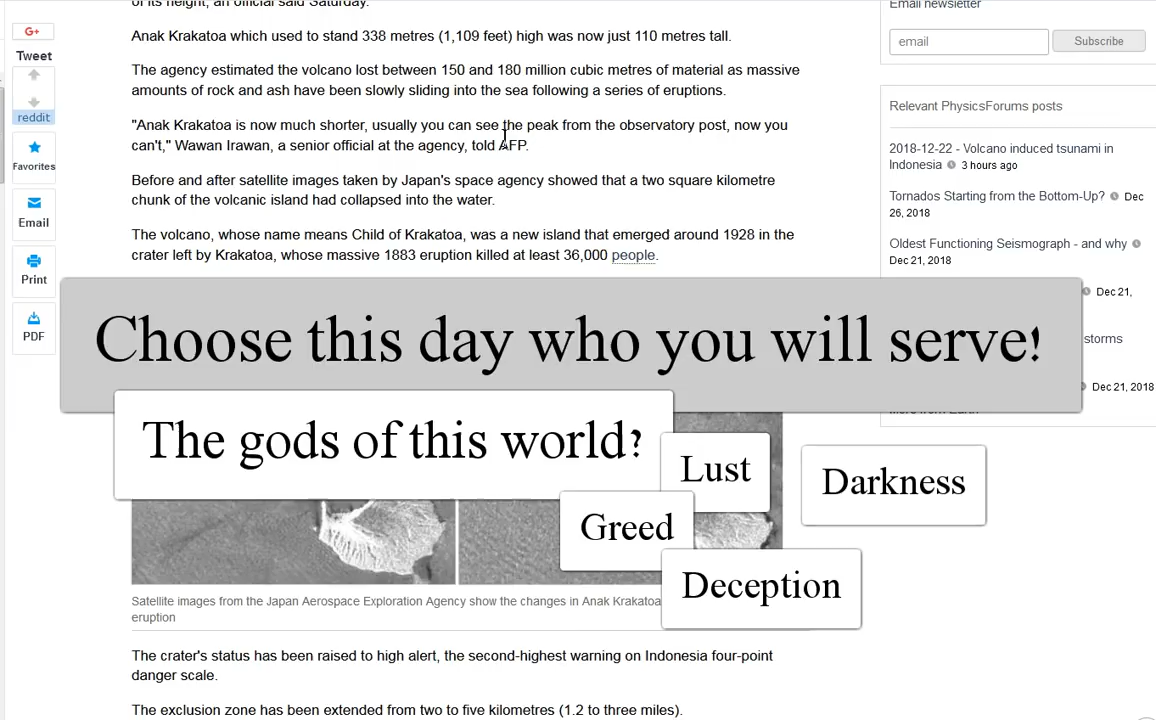 of its height, an official said Saturday.
Email newsletter
G+
email
Subscribe
Anak Krakatoa which used to stand 338 metres (1,109 feet) high was now just 110 metres tall.
Tweet
The agency estimated the volcano lost between 150 and 180 million cubic metres of material as massive
amounts of rock and ash have been slowly sliding into the sea following a series of eruptions.
reddit
Relevant PhysicsForums posts
"Anak Krakatoa is now much shorter, usually you can see the peak from the observatory post, now you
can't," Wawan Irawan, a senior official at the agency, told AFP.
Favorites
2018-12-22 - Volcano induced tsunami in
Indonesia 3 hours ago
Before and after satellite images taken by Japan's space agency showed that a two square kilometre
chunk of the volcanic island had collapsed into the water.
Email
Tornados Starting from the Bottom-Up? Dec
26, 2018
The volcano, whose name means Child of Krakatoa, was a new island that emerged around 1928 in the
crater left by Krakatoa, whose massive 1883 eruption killed at least 36,000 people.
Oldest Functioning Seismograph - and why
Dec 21, 2018
Print
Dec 21,
PDF
storms
Dec 21, 2018
Choose this day who you will serve!
More from Earth
The gods of this world?
Lust
Darkness
Greed
Deception
Satellite images from the Japan Aerospace Exploration Agency show the changes in Anak Krakatoa
eruption
The crater's status has been raised to high alert, the second-highest warning on Indonesia four-point
danger scale.
The exclusion zone has been extended from two to five kilometres (1.2 to three miles).